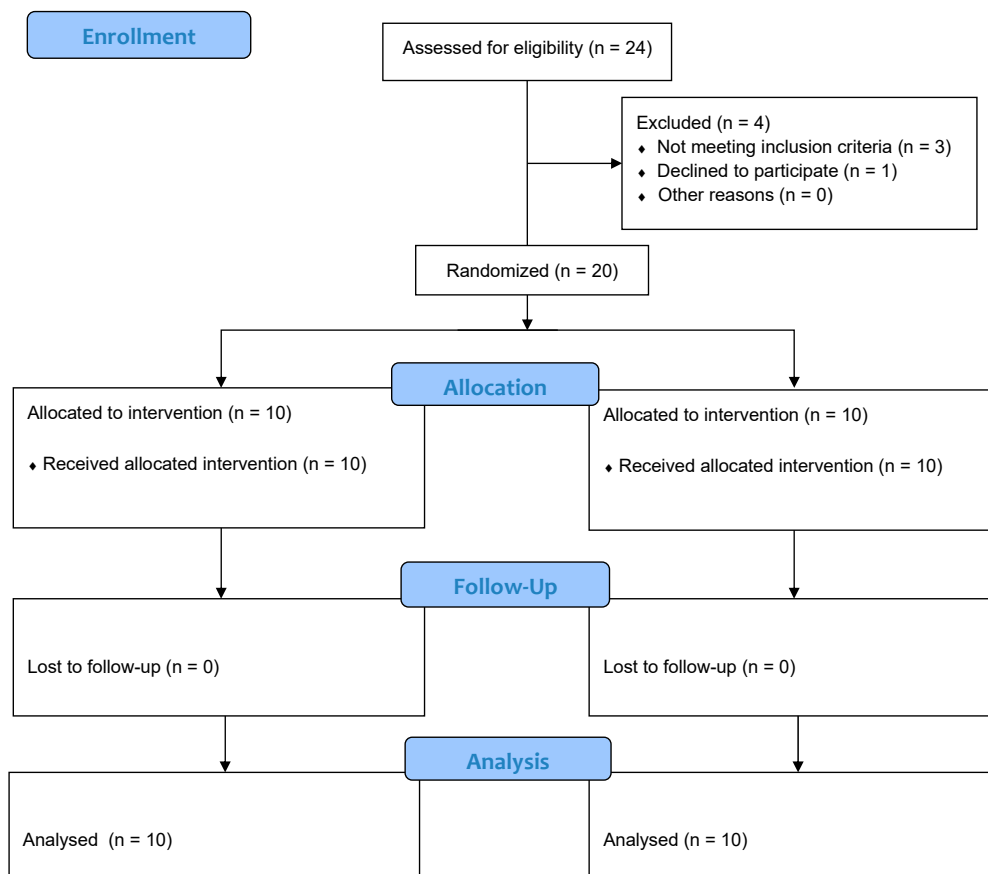 Enrollment
Assessed for eligibility (n = 24)
Excluded (n = 4)
♦ Not meeting inclusion criteria (n = 3)
♦ Declined to participate (n = 1)
♦ Other reasons (n = 0)
Randomized (n = 20)
Allocation
Allocated to intervention (n = 10)
♦ Received allocated intervention (n = 10)
Allocated to intervention (n = 10)
♦ Received allocated intervention (n = 10)
Follow-Up
Lost to follow-up (n = 0)
Lost to follow-up (n = 0)
Analysis
Analysed (n = 10)
Analysed (n = 10)